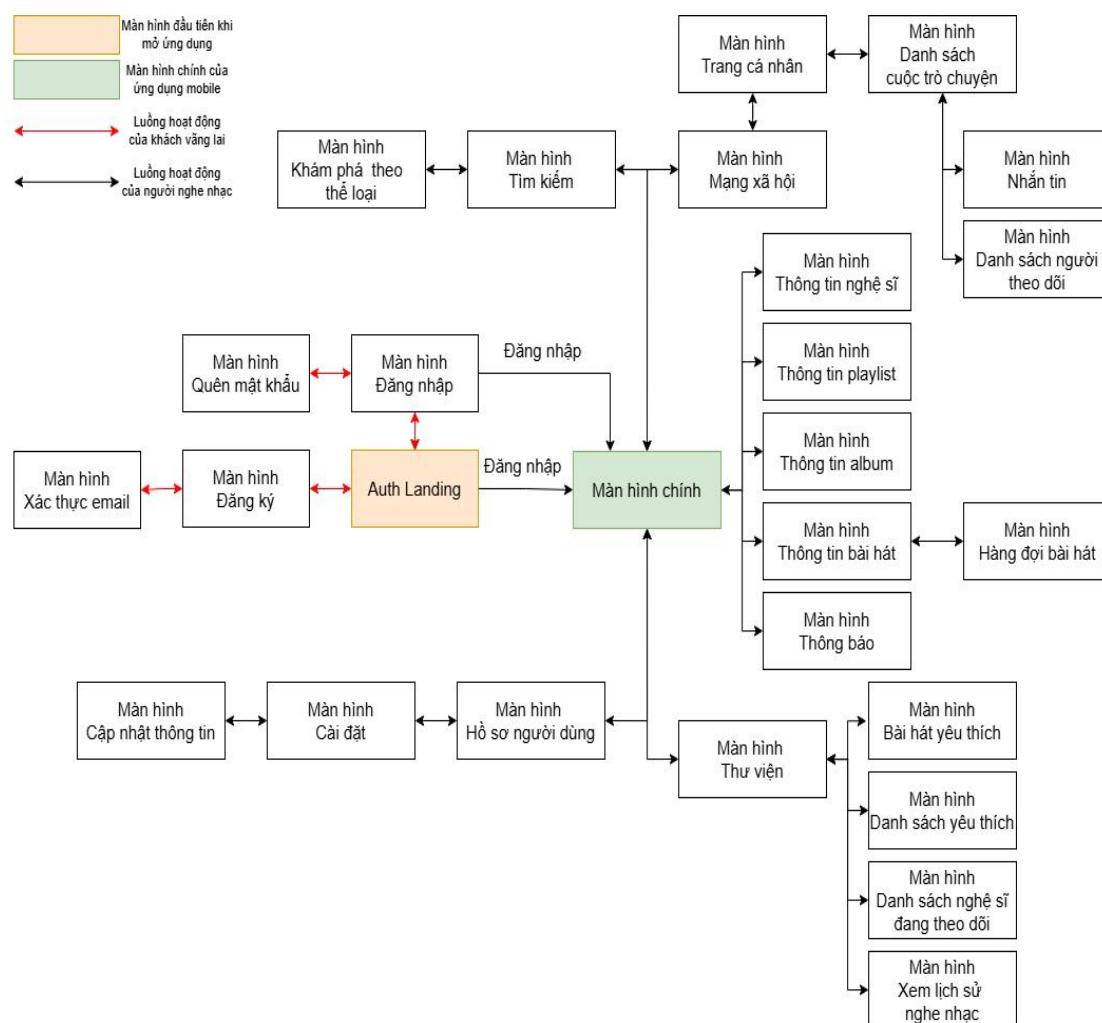 Màn hình đầu tiên khi
mở ứng dụng
Màn hình chính của
ứng dụng mobile
Luồng hoạt động
của khách vãng lai
Luồng hoạt động
của người nghe nhạc
Màn hình
Trang cá nhân
Màn hình
Danh sách
cuộc trò chuyện
Màn hình
Khám phá theo
thể loại
Màn hình
Tìm kiếm
Màn hình
Mạng xã hội
Màn hình
Nhắn tin
Màn hình
Danh sách người
theo dõi
Màn hình
Thông tin nghệ sĩ
Màn hình
Thông tin playlist
Màn hình
Quên mật khẩu
Màn hình
Đăng nhập
Đăng nhập
Màn hình
Thông tin album
Màn hình
Xác thực email
Màn hình
Đăng ký
Auth Landing
Đăng nhập
Màn hình chính
Màn hình
Thông tin bài hát
Màn hình
Hàng đợi bài hát
Màn hình
Thông báo
Màn hình
Cập nhật thông tin
Màn hình
Cài đặt
Màn hình
Hồ sơ người dùng
Màn hình
Thư viện
Màn hình
Bài hát yêu thích
Màn hình
Danh sách yêu thích
Màn hình
Danh sách nghệ sĩ
đang theo dõi
Màn hình
Xem lịch sử
nghe nhạc